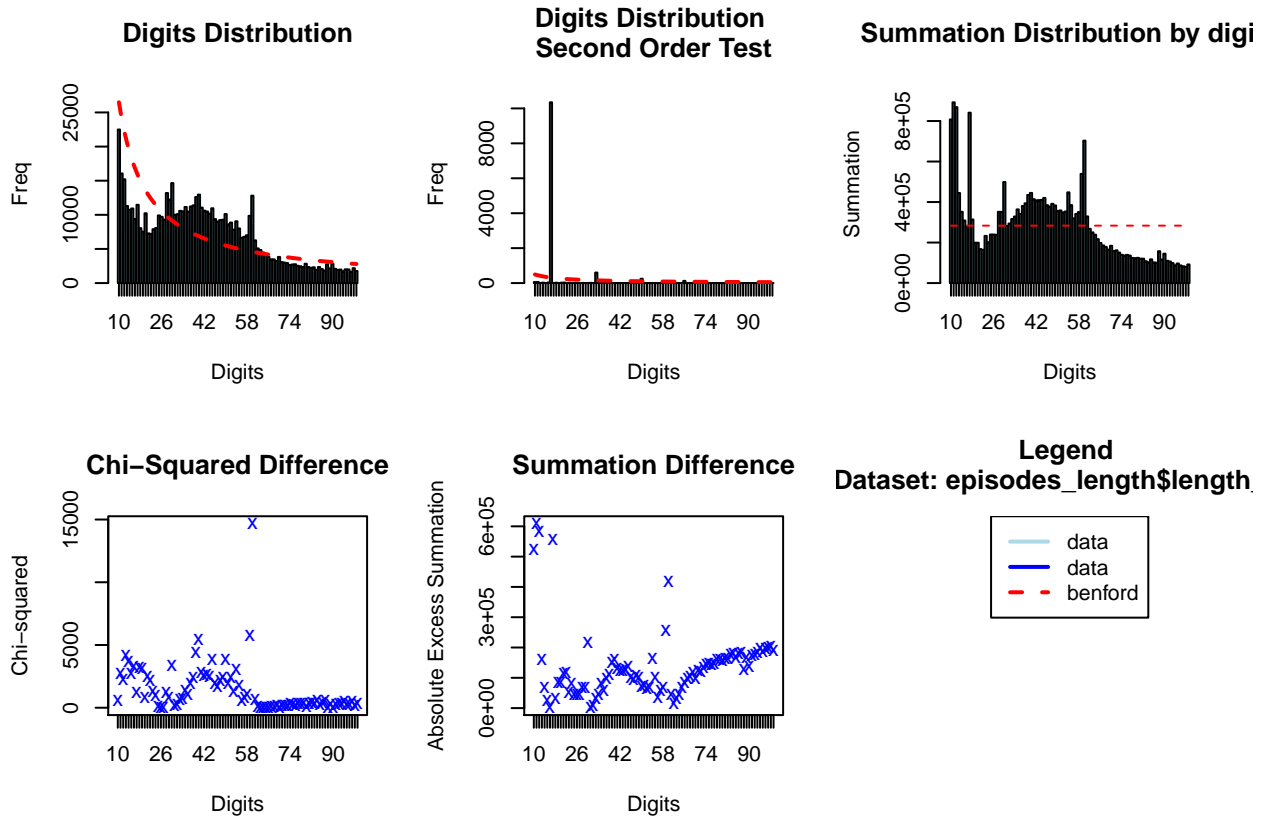 Digits Distribution
Freq
0
10000
25000
10 26 42 58 74 90
Digits
Digits Distribution
Second Order Test
Freq
0
4000
8000
10 26 42 58 74 90
Digits
Summation Distribution by digi
Summation
0e+00
4e+05
8e+05
10 26 42 58 74 90
Digits
Chi−Squared Difference
Chi−squared
0
5000
15000
10 26 42 58 74 90
Digits
Summation Difference
Absolute Excess Summation
0e+00
3e+05
6e+05
10 26 42 58 74 90
Digits
Legend
Dataset: episodes_length$length_
data
data
benford